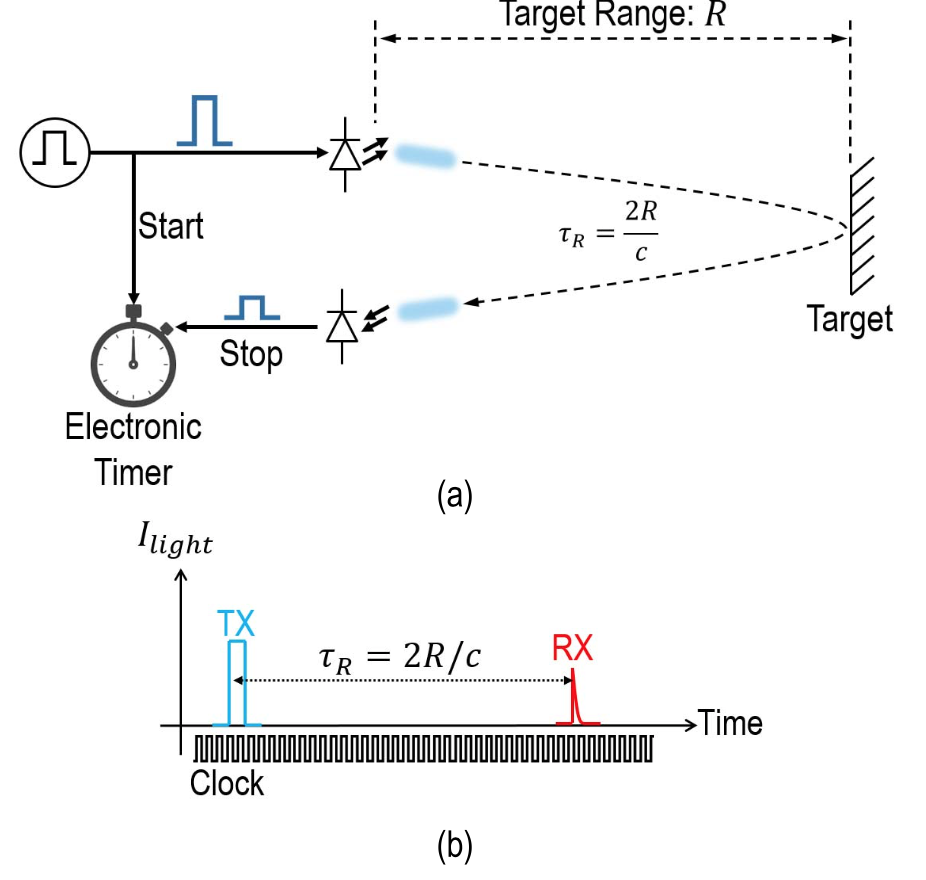 Target Range: R
Start
τ_R = 2R/c
Stop
Target
Electronic
Timer
(a)
I_light
TX
τ_R = 2R/c
RX
Time
Clock
(b)